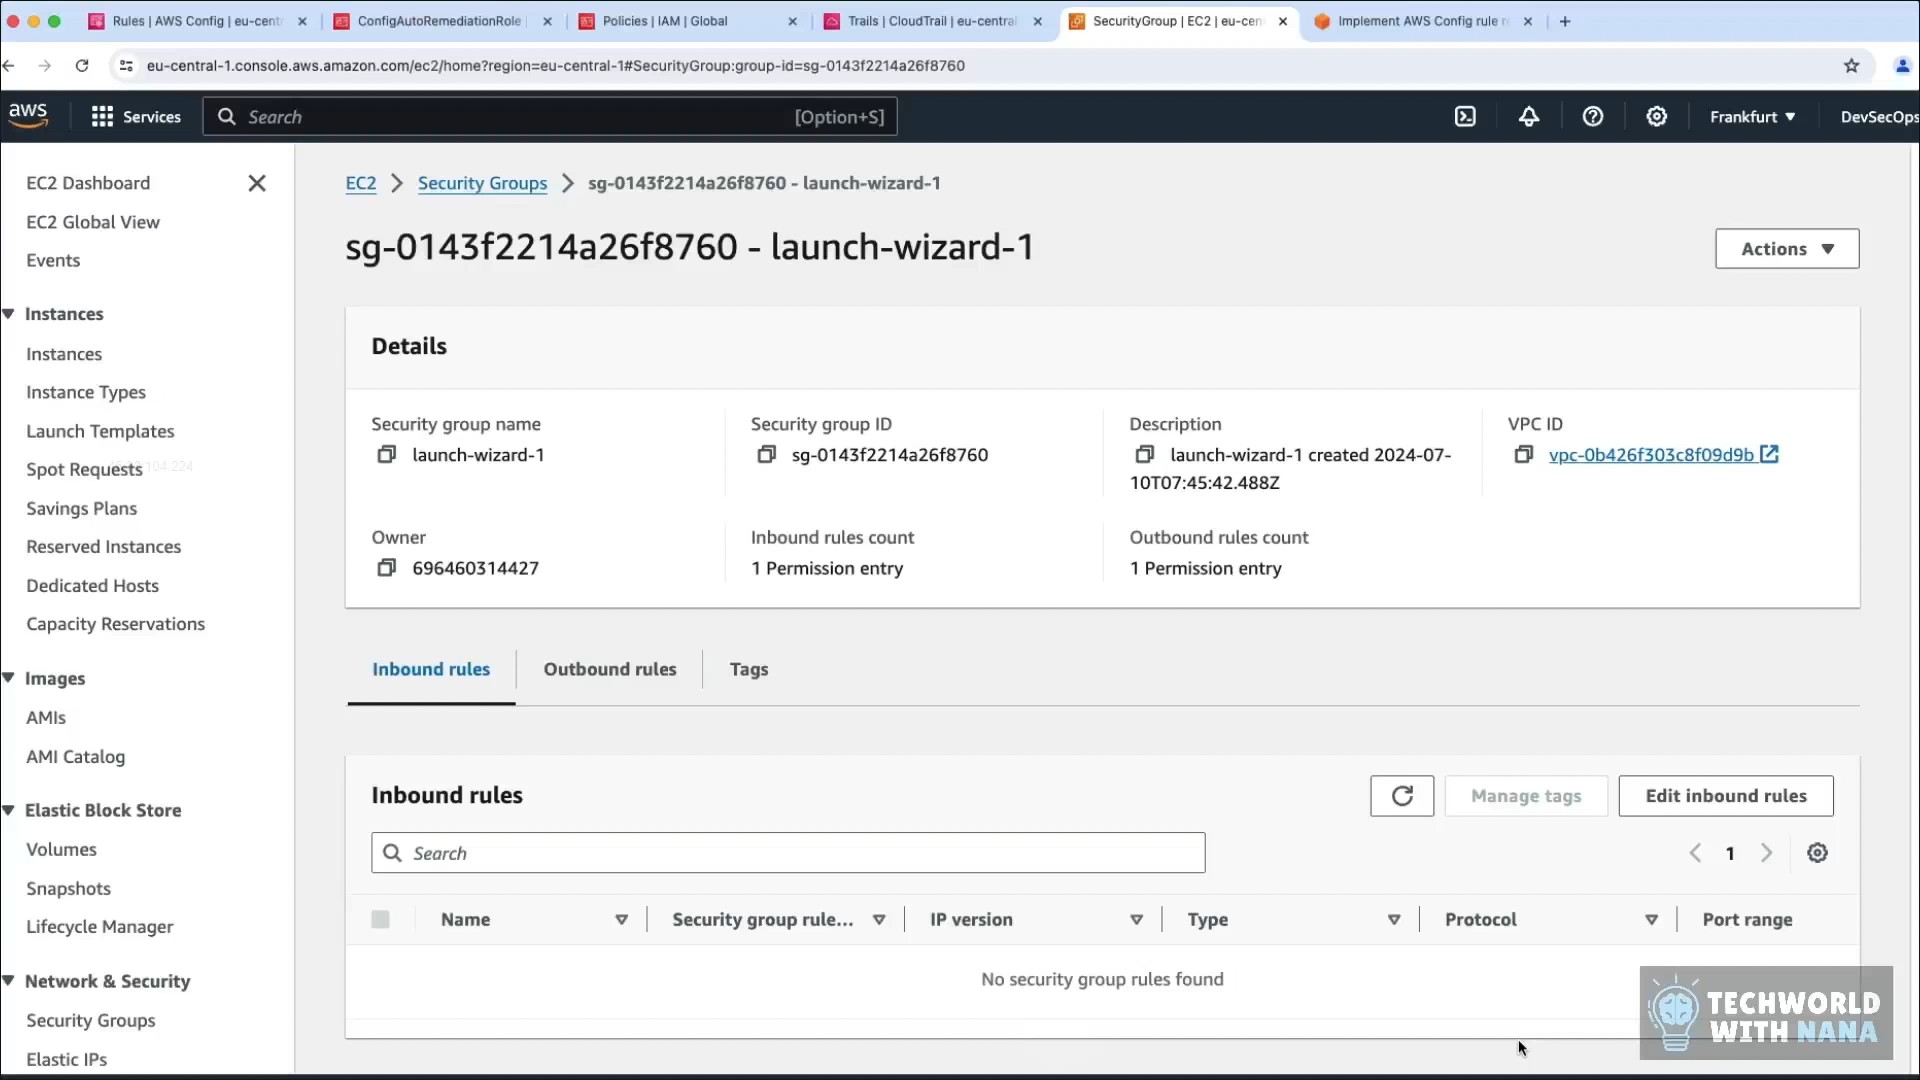 Rules | AWS Config | eu-cent
ConfigAutoRemediationRole
Policies | IAM | Global
Trails | CloudTrail | eu-central
SecurityGroup | EC2 | eu-cen
Implement AWS Config rule r
eu-central-1.console.aws.amazon.com/ec2/home?region=eu-central-1#SecurityGroup:group-id=sg-0143f2214a26f8760
aws
Services
Search
[Option+S]
Frankfurt
DevSecOps
EC2 Dashboard
EC2 Global View
Events
Instances
Instances
Instance Types
Launch Templates
Spot Requests
104.224
Savings Plans
Reserved Instances
Dedicated Hosts
Capacity Reservations
Images
AMIs
AMI Catalog
Elastic Block Store
Volumes
Snapshots
Lifecycle Manager
Network & Security
Security Groups
Elastic IPs
EC2 > Security Groups > sg-0143f2214a26f8760 - launch-wizard-1
sg-0143f2214a26f8760 - launch-wizard-1
Actions
Details
Security group name
launch-wizard-1
Security group ID
sg-0143f2214a26f8760
Description
launch-wizard-1 created 2024-07-
10T07:45:42.488Z
VPC ID
vpc-0b426f303c8f09d9b
Owner
696460314427
Inbound rules count
1 Permission entry
Outbound rules count
1 Permission entry
Inbound rules
Outbound rules
Tags
Inbound rules
Manage tags
Edit inbound rules
Search
1
Name
Security group rule...
IP version
Type
Protocol
Port range
No security group rules found
TECHWORLD
WITH NANA